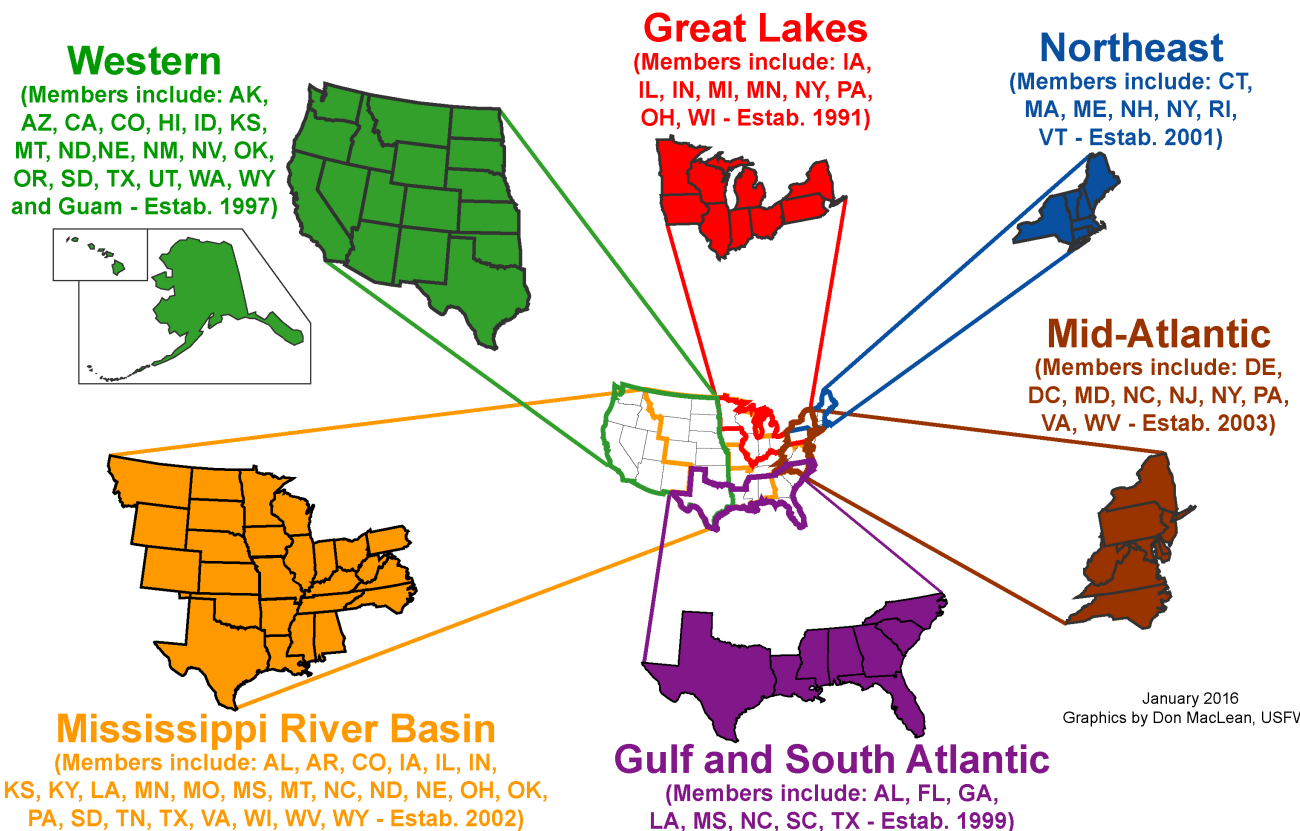 Western
(Members include: AK,
AZ, CA, CO, HI, ID, KS,
MT, ND,NE, NM, NV, OK,
OR, SD, TX, UT, WA, WY
and Guam - Estab. 1997)
Great Lakes
(Members include: IA,
IL, IN, MI, MN, NY, PA,
OH, WI - Estab. 1991)
Northeast
(Members include: CT,
MA, ME, NH, NY, RI,
VT - Estab. 2001)
Mid-Atlantic
(Members include: DE,
DC, MD, NC, NJ, NY, PA,
VA, WV - Estab. 2003)
Mississippi River Basin
(Members include: AL, AR, CO, IA, IL, IN,
KS, KY, LA, MN, MO, MS, MT, NC, ND, NE, OH, OK,
PA, SD, TN, TX, VA, WI, WV, WY - Estab. 2002)
Gulf and South Atlantic
(Members include: AL, FL, GA,
LA, MS, NC, SC, TX - Estab. 1999)
January 2016
Graphics by Don MacLean, USFW